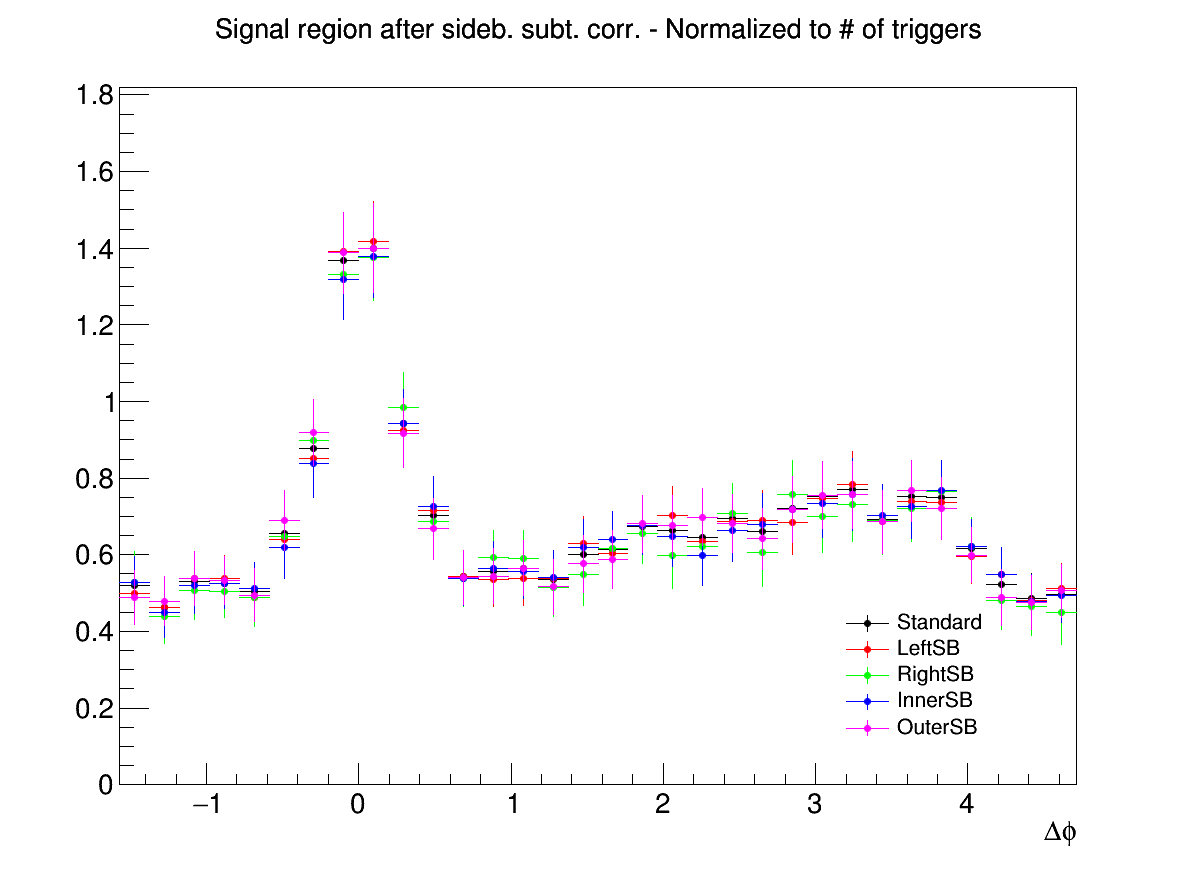 Signal region after sideb. subt. corr. - Normalized to # of triggers
1.8
1.6
1.4
1.2
1
0.8
0.6
0.4
0.2
0
−1
0
1
2
3
4
Δϕ
Standard
LeftSB
RightSB
InnerSB
OuterSB